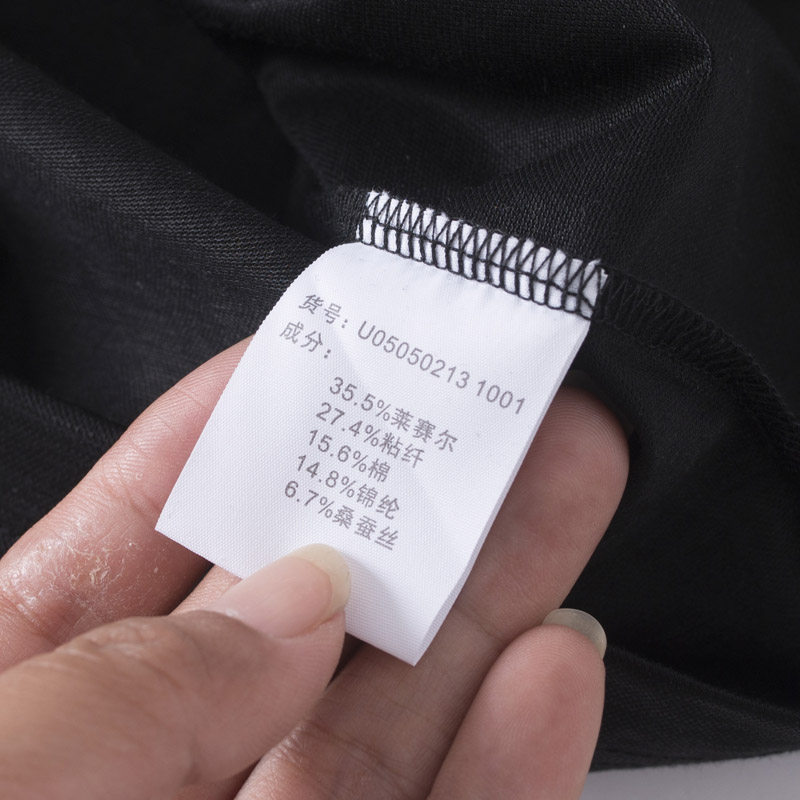 货号：U05050213 1001
成分：
35.5%莱赛尔
27.4%粘纤
15.6%棉
14.8%锦纶
6.7%桑蚕丝